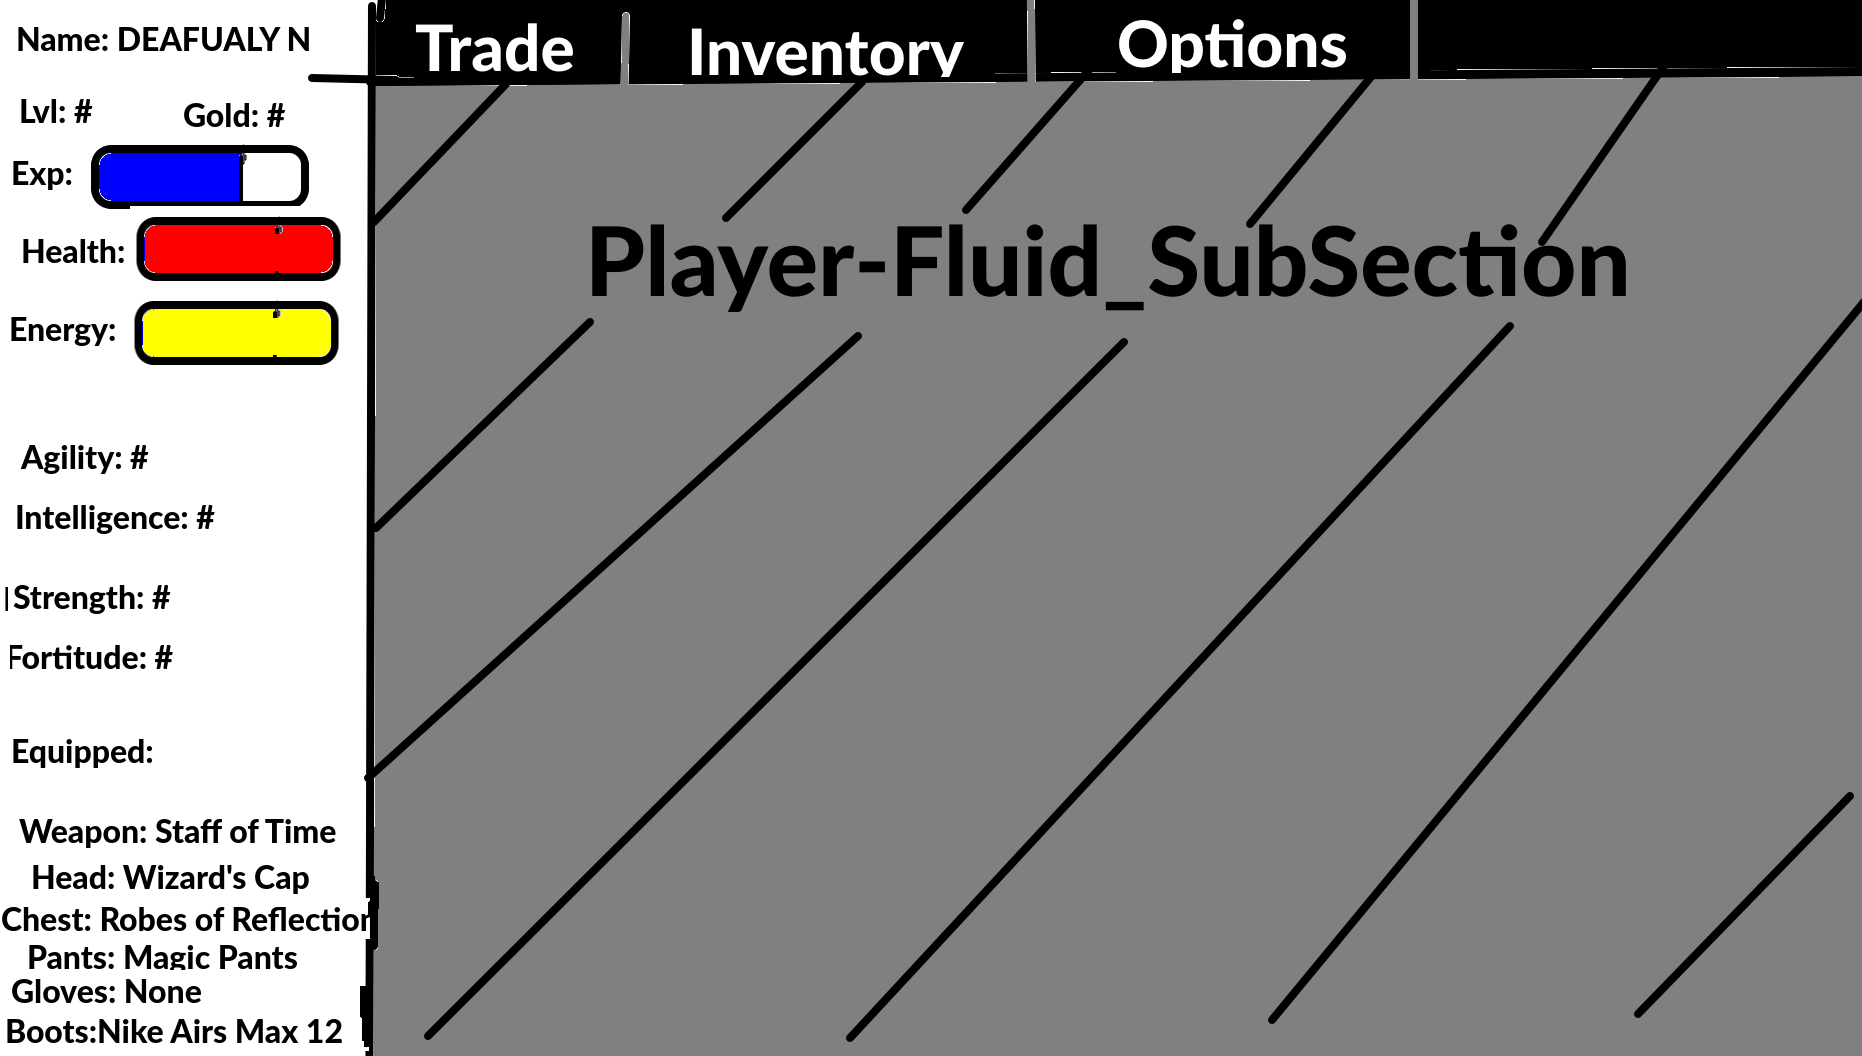 Name: DEAFUALY N
Trade
Inventory
Options
Lvl: #
Gold: #
Exp:
Health:
Energy:
Player-Fluid_SubSection
Agility: #
Intelligence: #
Strength: #
Fortitude: #
Equipped:
Weapon: Staff of Time
Head: Wizard's Cap
Chest: Robes of Reflection
Pants: Magic Pants
Gloves: None
Boots:Nike Airs Max 12